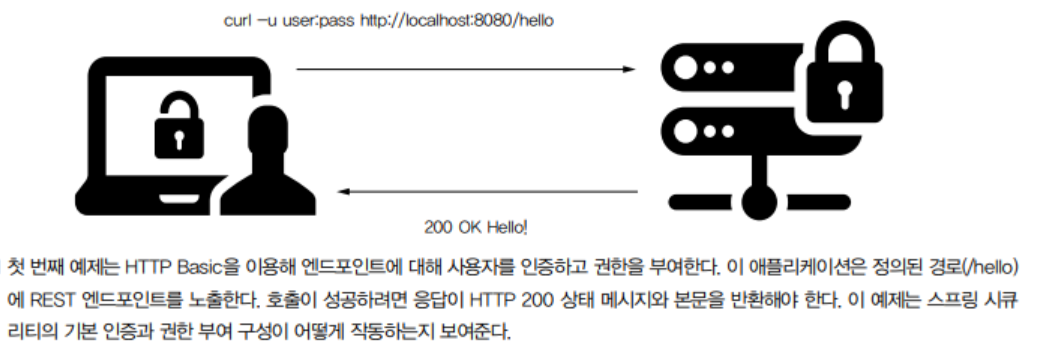 curl -u user:pass http://localhost:8080/hello
200 OK Hello!
첫 번째 예제는 HTTP Basic을 이용해 엔드포인트에 대해 사용자를 인증하고 권한을 부여한다. 이 애플리케이션은 정의된 경로(/hello)
에 REST 엔드포인트를 노출한다. 호출이 성공하려면 응답이 HTTP 200 상태 메시지와 본문을 반환해야 한다. 이 예제는 스프링 시큐
리티의 기본 인증과 권한 부여 구성이 어떻게 작동하는지 보여준다.